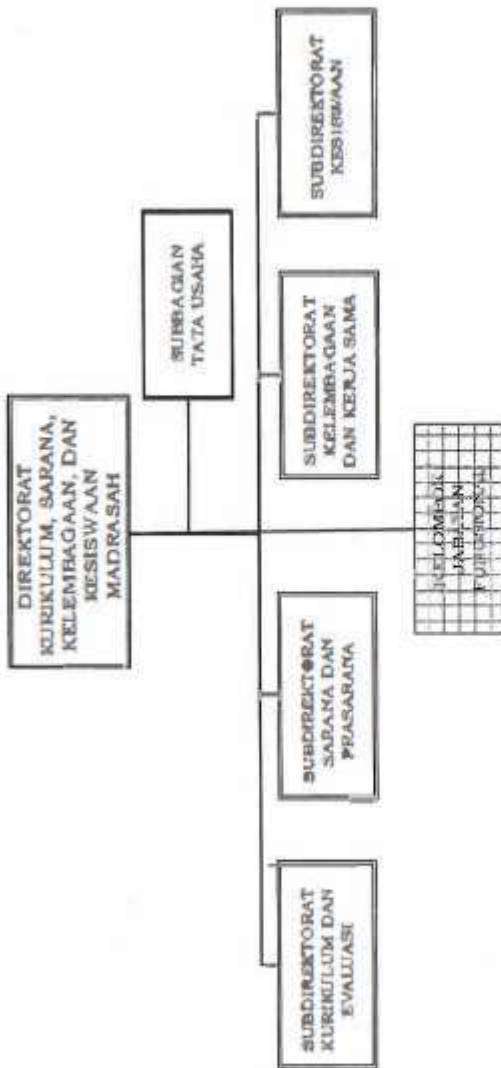 DIREKTORAT
KURIKULUM, SARANA,
KELEMBAGAAN, DAN
KESISWAAN
MADRASAH
SUBBAGIAN
TATA USAHA
SUBDIREKTORAT
KURIKULUM DAN
EVALUASI
SUBDIREKTORAT
SARANA DAN
PRASARANA
SUBDIREKTORAT
KELEMBAGAAN
DAN KERJA SAMA
SUBDIREKTORAT
KESISWAAN
KELOMPOK
JABATAN
FUNGSIONAL